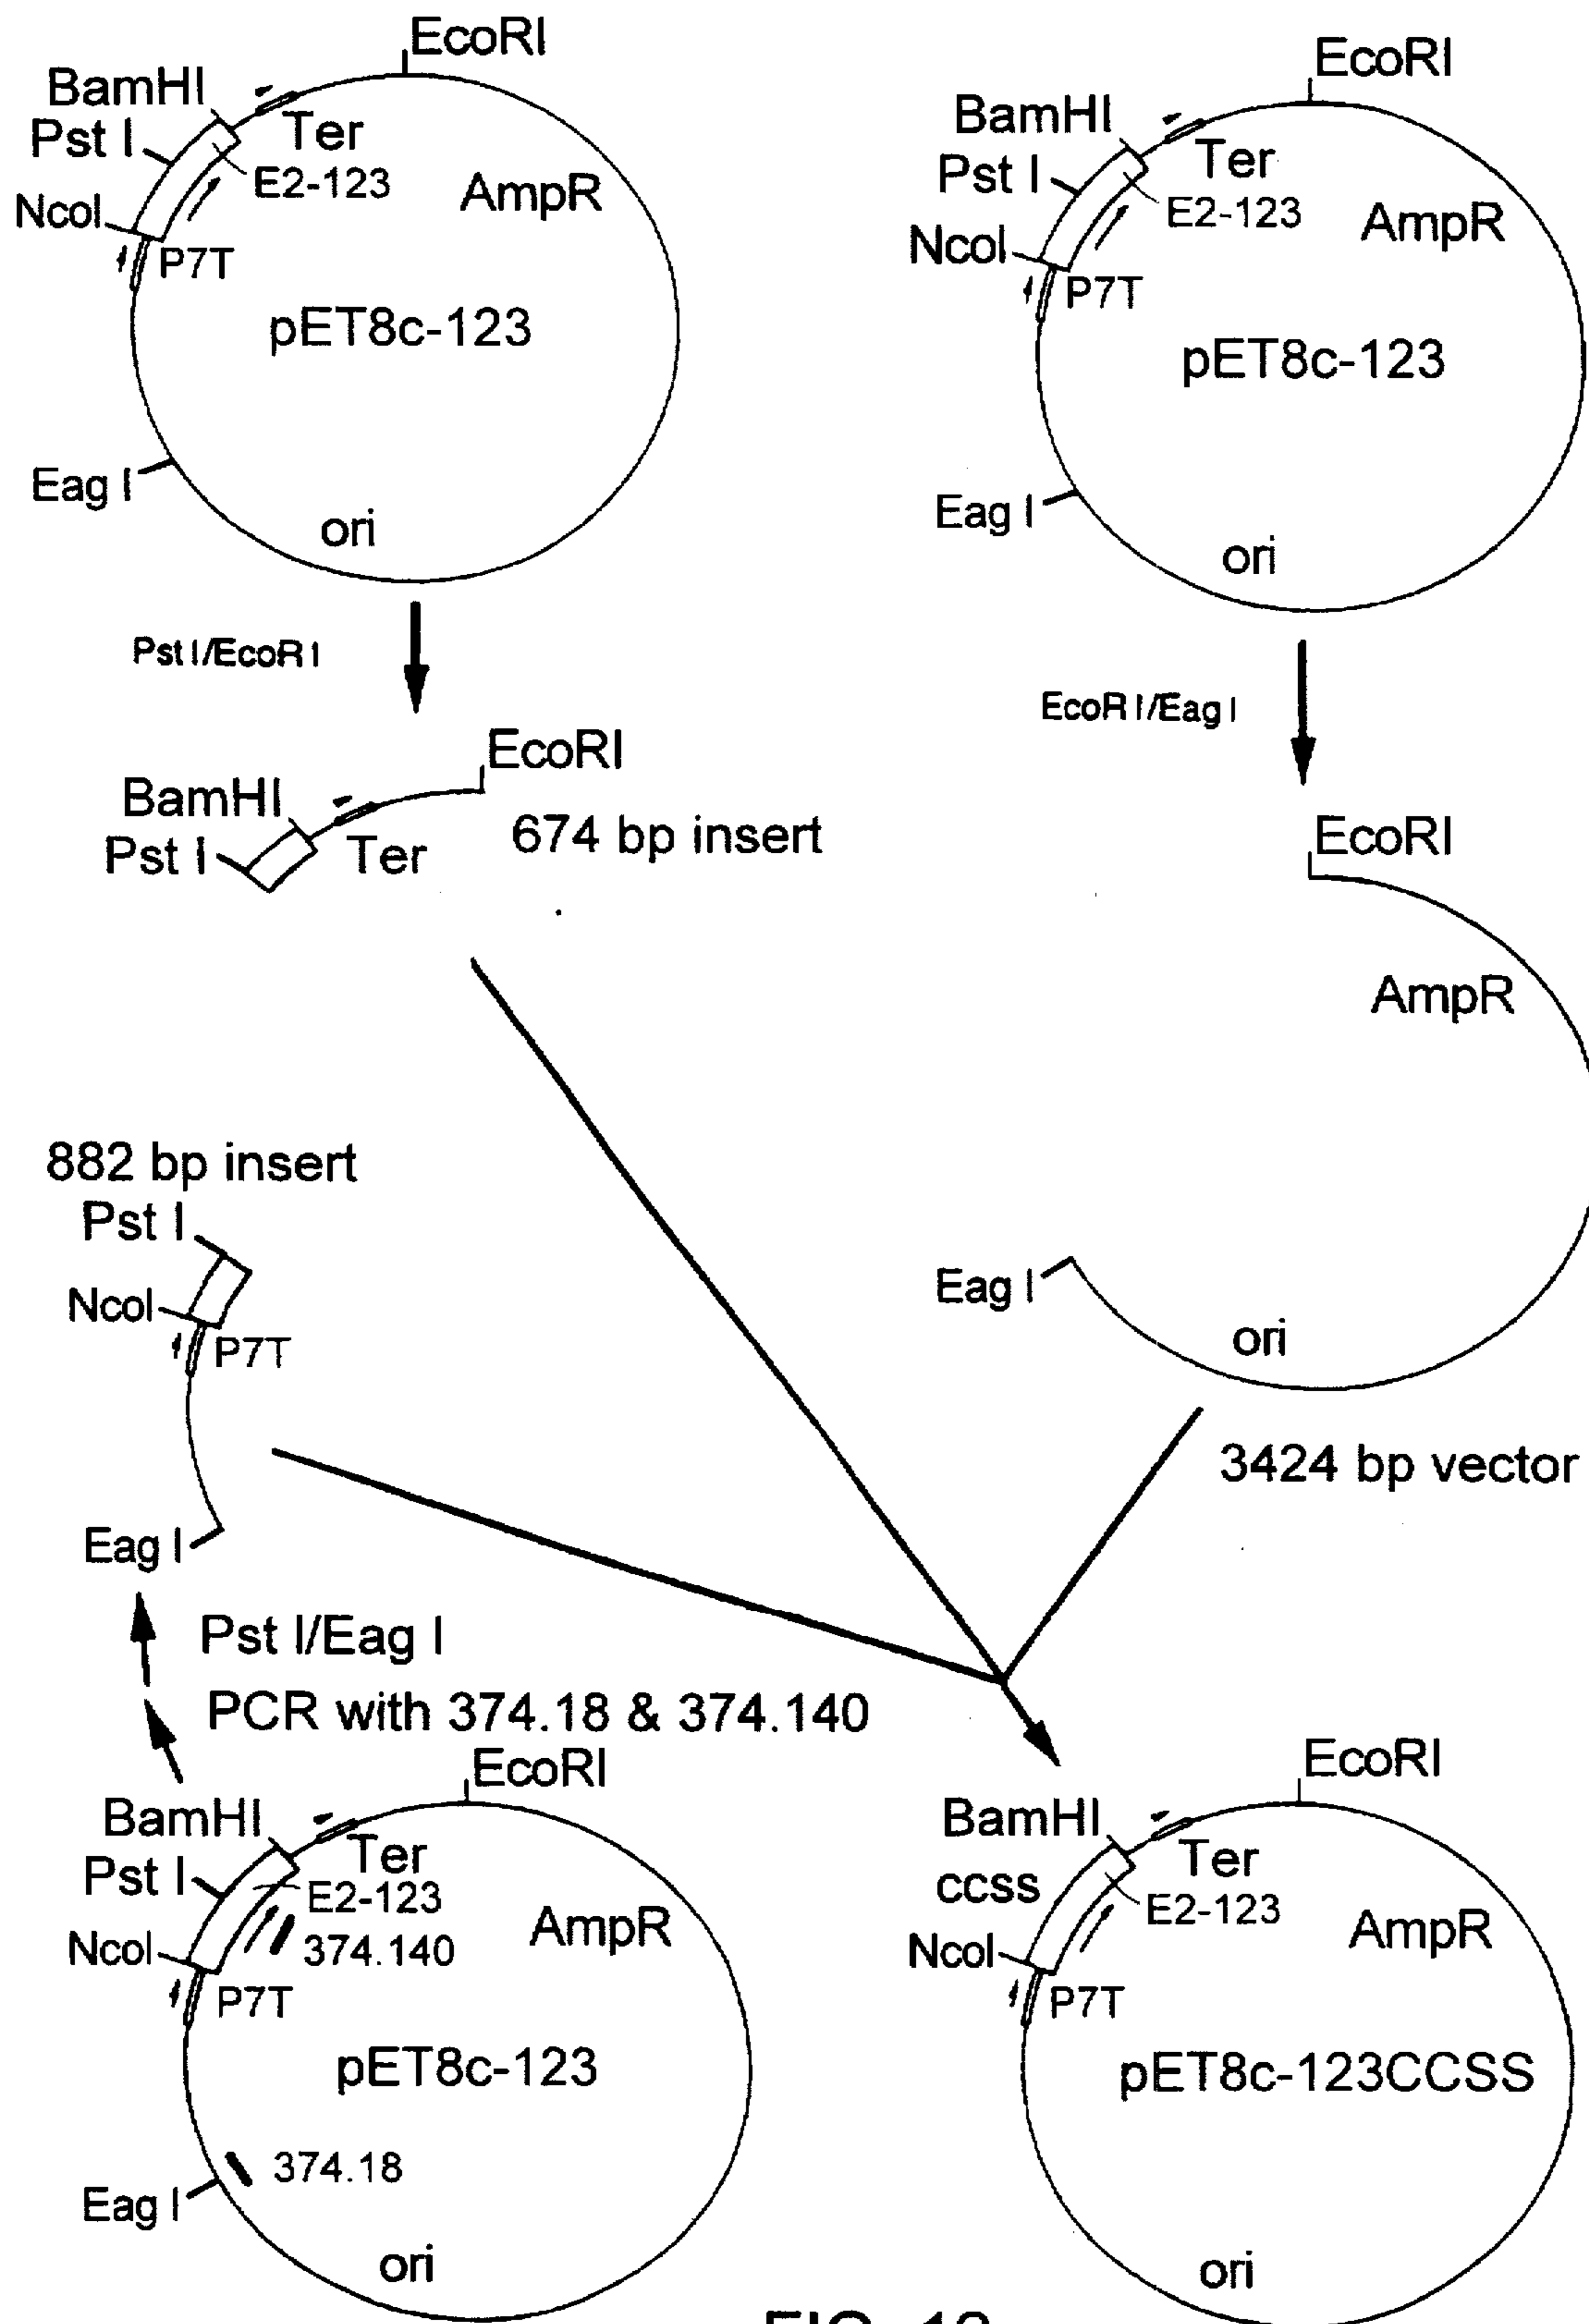 EcoRI
BamHI
Pst I
Ter
E2-123
AmpR
NcoI
P7T
pET8c-123
Eag I
ori
EcoRI
BamHI
Pst I
Ter
E2-123
AmpR
NcoI
P7T
pET8c-123
Eag I
ori
Pst I/EcoR I
EcoR I/Eag I
EcoRI
BamHI
Pst I
Ter
674 bp insert
EcoRI
AmpR
Eag I
ori
3424 bp vector
882 bp insert
Pst I
NcoI
P7T
Eag I
Pst I/Eag I
PCR with 374.18 & 374.140
EcoRI
BamHI
Pst I
Ter
E2-123
AmpR
NcoI
374.140
P7T
pET8c-123
374.18
Eag I
ori
EcoRI
BamHI
ccss
Ter
E2-123
AmpR
NcoI
P7T
pET8c-123CCSS
ori